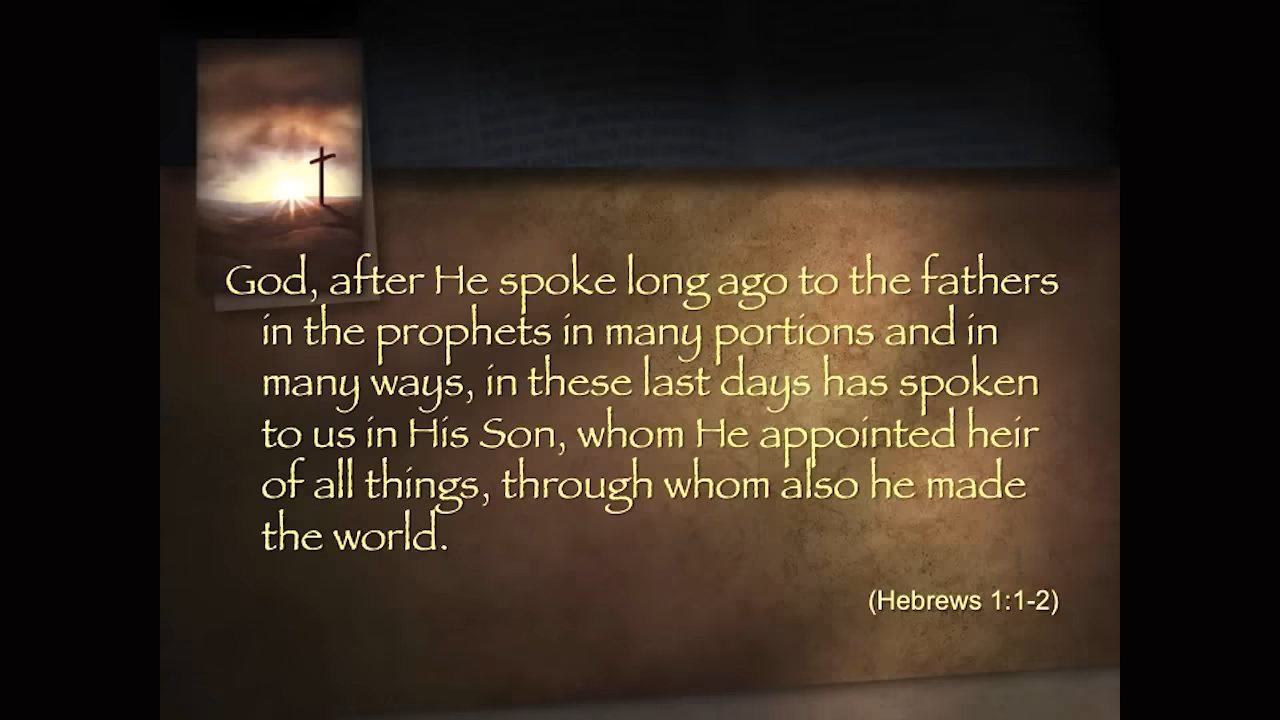 God, after He spoke long ago to the fathers
in the prophets in many portions and in
many ways, in these last days has spoken
to us in His Son, whom He appointed heir
of all things, through whom also he made
the world.
(Hebrews 1:1-2)